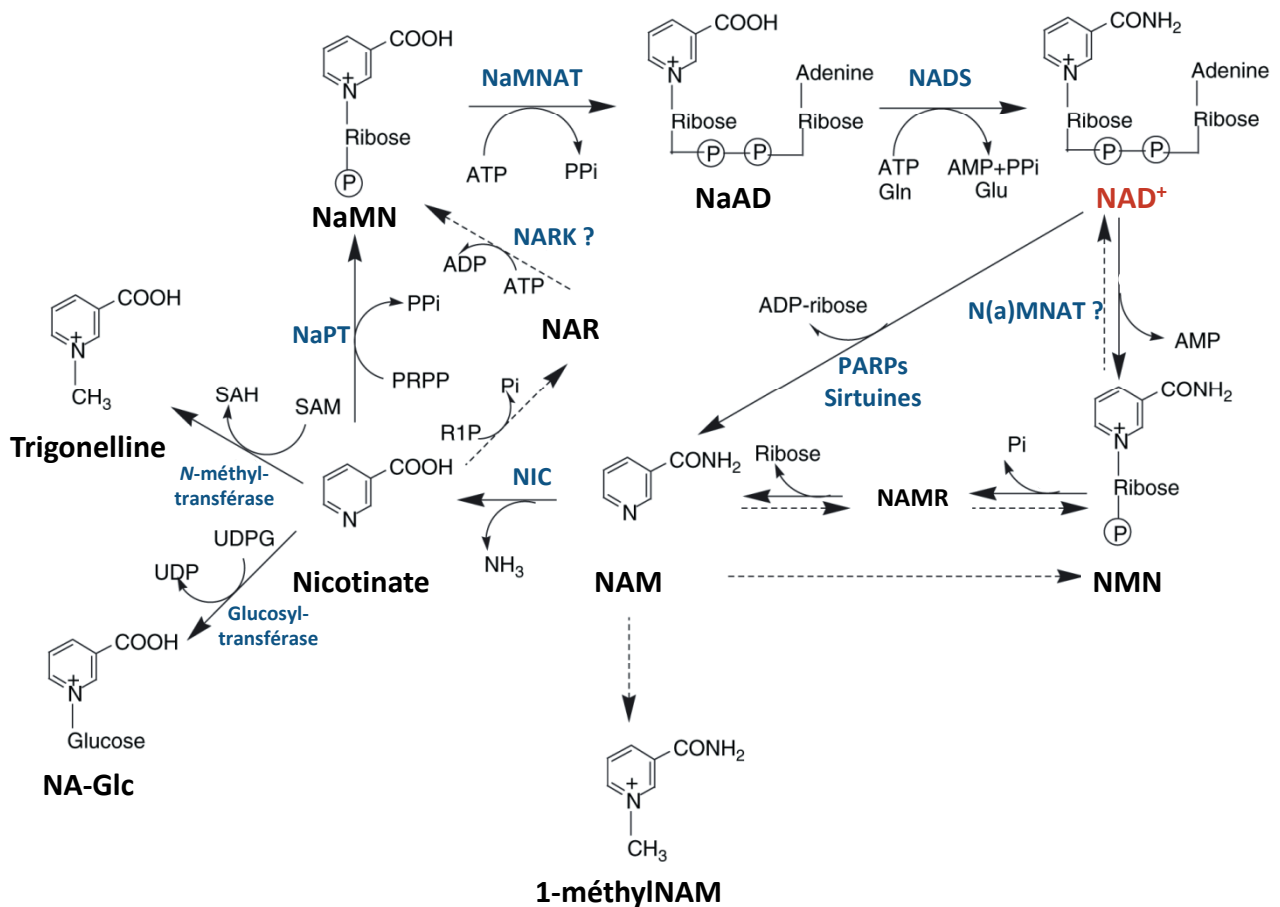 COOH
N
+
Ribose
P
NaMN
NaMNAT
ATP
PPi
COOH
N
+
Adenine
Ribose
Ribose
P
P
NaAD
NADS
ATP
Gln
AMP+PPi
Glu
CONH2
N
+
Adenine
Ribose
Ribose
P
P
NAD+
NARK ?
ADP
ATP
NAR
NaPT
PPi
PRPP
Pi
R1P
ADP-ribose
PARPs
Sirtuines
N(a)MNAT ?
AMP
COOH
N
+
CH3
Trigonelline
SAH
SAM
N-méthyl-
transférase
COOH
N
Nicotinate
NIC
NH3
CONH2
N
NAM
Ribose
NAMR
Pi
CONH2
N
+
Ribose
P
NMN
UDPG
UDP
Glucosyl-
transférase
COOH
N
+
Glucose
NA-Glc
CONH2
N
+
CH3
1-méthylNAM